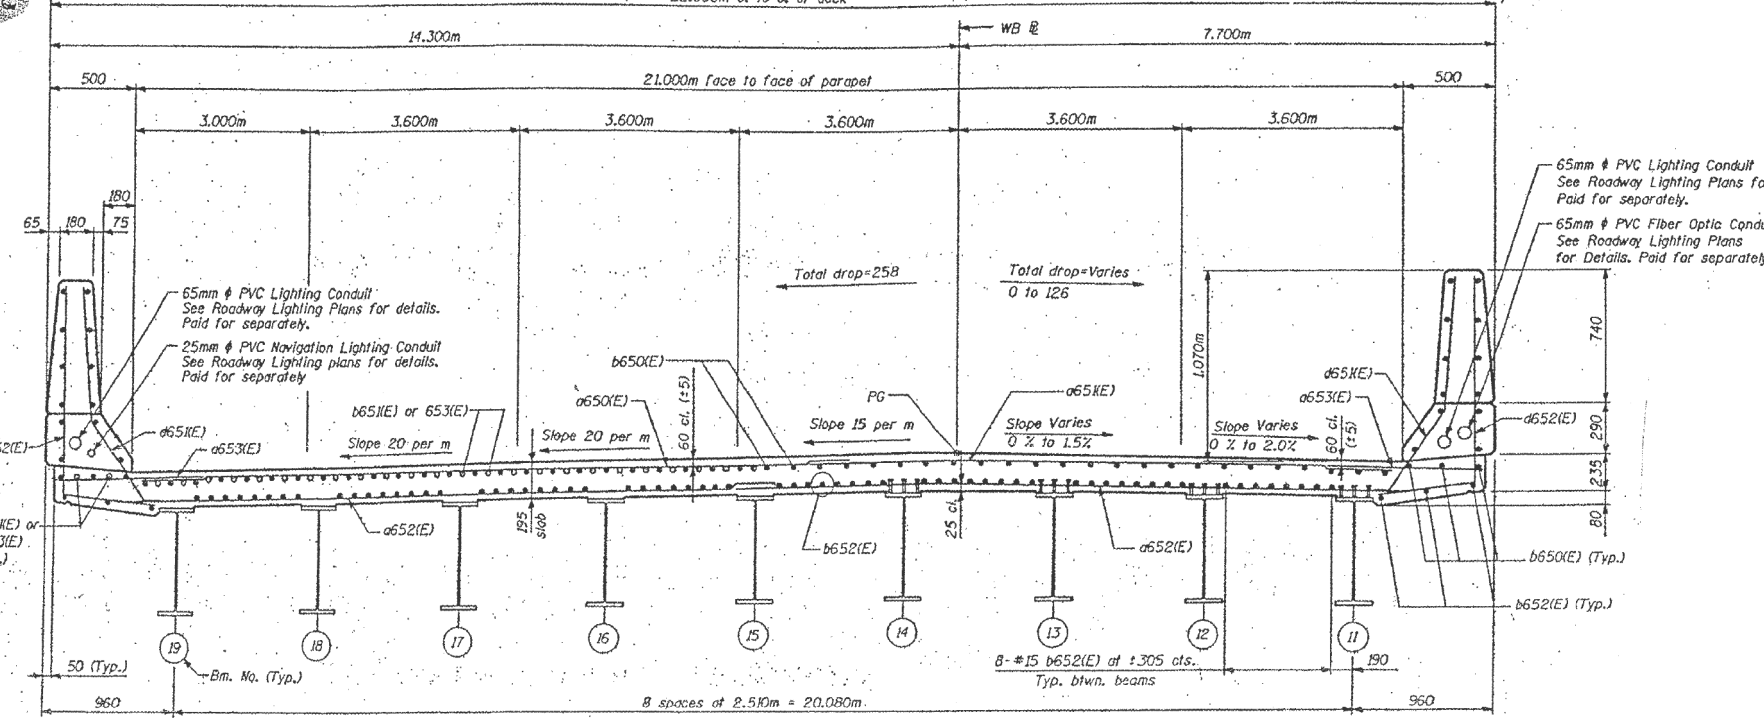 14.300m
WB ℞
7.700m
500
21.000m face to face of parapet
500
3.000m
3.600m
3.600m
3.600m
3.600m
3.600m
180
65
180
75
65mm ϕ PVC Lighting Conduit
See Roadway Lighting Plans
Paid for separately.
65mm ϕ PVC Fiber Optic
See Roadway Lighting Plans
for Details. Paid for separately
Total drop=258
Total drop=Varies
0 to 126
65mm ϕ PVC Lighting Conduit
See Roadway Lighting Plans for details.
Paid for separately.
25mm ϕ PVC Navigation Lighting Conduit
See Roadway Lighting plans for details.
Paid for separately
1.070m
740
b650(E)
60 cl. (±5)
a650(E)
b651(E) or 653(E)
PG
a651(E)
d651(E)
a653(E)
60 cl.
(±5)
d652(E)
290
d651(E)
a653(E)
Slope 20 per m
Slope 20 per m
Slope 15 per m
Slope Varies
0 % to 1.5%
Slope Varies
0 % to 2.0%
235
80
a652(E)
195
slab
b652(E)
25 cl.
a652(E)
b650(E) (Typ.)
b652(E) (Typ.)
19
18
17
16
15
14
13
12
11
50 (Typ.)
Bm. No. (Typ.)
8-#15 b652(E) at ±305 cts.
Typ. btwn. beams
190
960
8 spaces at 2.510m = 20.080m
960